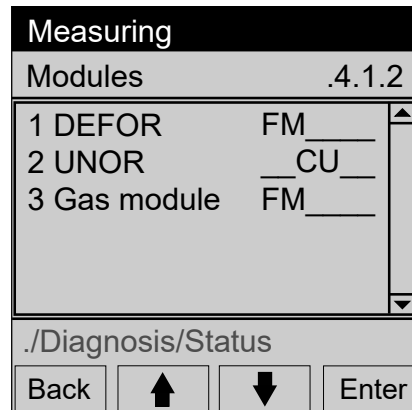 Measuring
Modules .4.1.2
1 DEFOR FM____
2 UNOR __CU__
3 Gas module FM____
./Diagnosis/Status
Back Enter